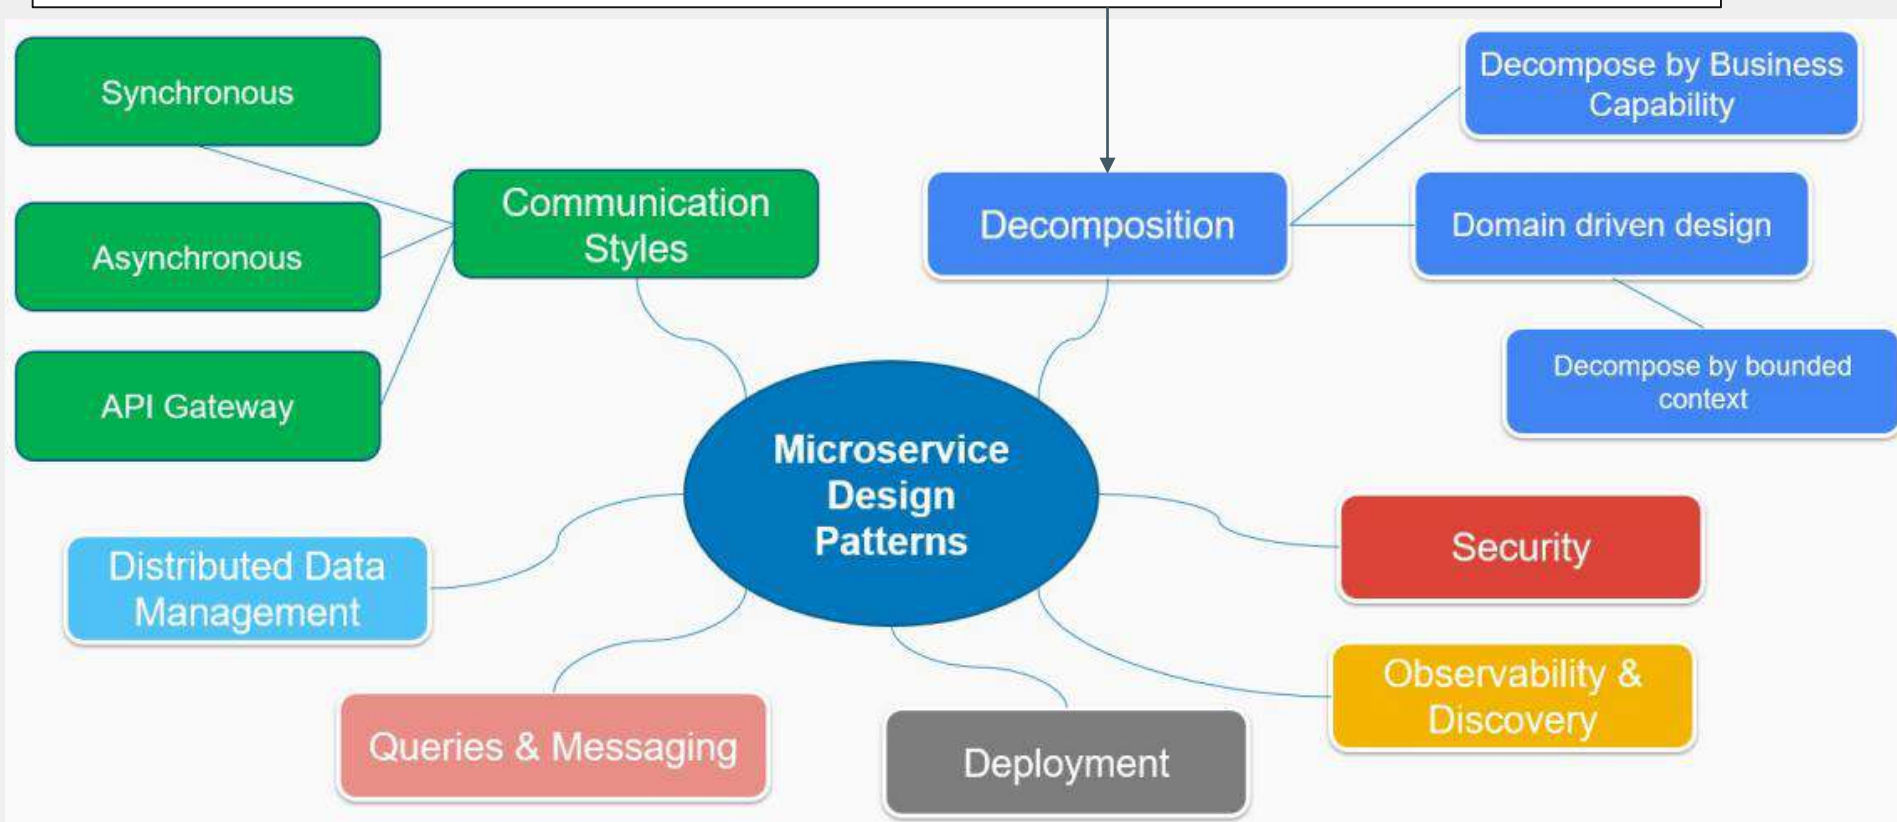 Synchronous
Asynchronous
API Gateway
Communication
Styles
Decomposition
Decompose by Business
Capability
Domain driven design
Decompose by bounded
context
Microservice
Design
Patterns
Distributed Data
Management
Security
Queries & Messaging
Deployment
Observability &
Discovery